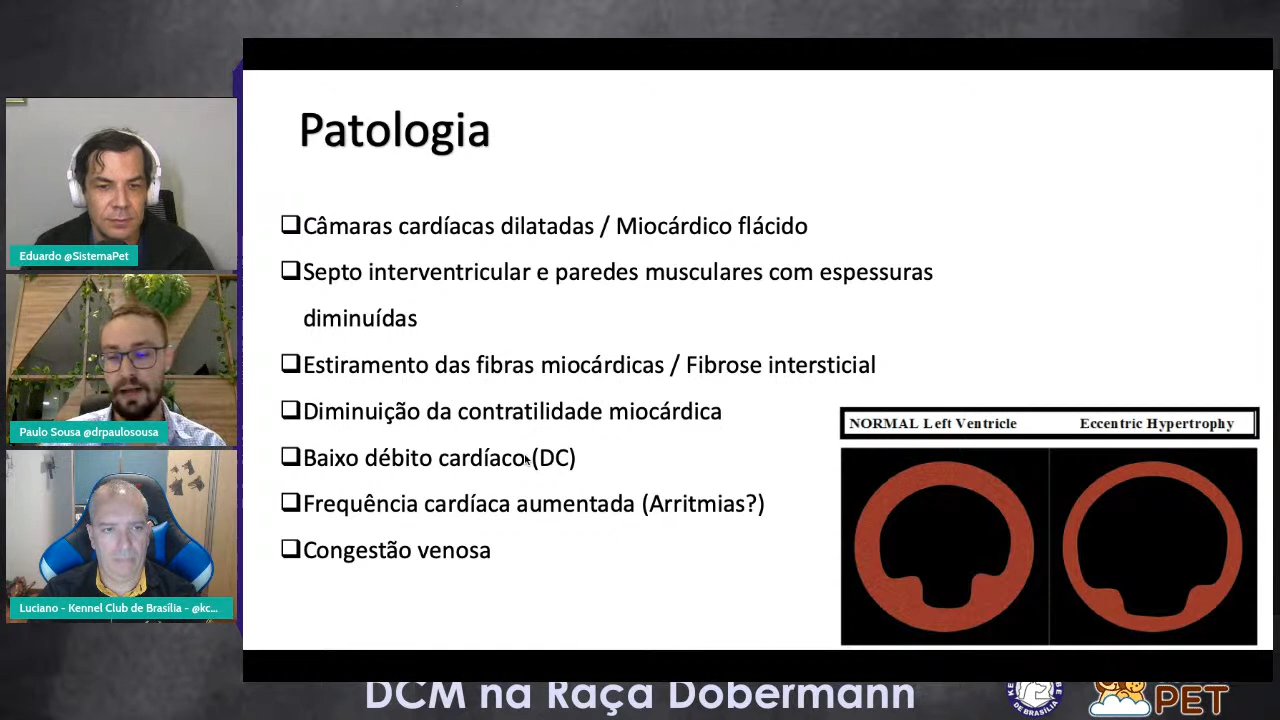 Patologia
❑Câmaras cardíacas dilatadas / Miocárdico flácido
❑Septo interventricular e paredes musculares com espessuras
diminuídas
❑Estiramento das fibras miocárdicas / Fibrose intersticial
❑Diminuição da contratilidade miocárdica
❑Baixo débito cardíaco (DC)
❑Frequência cardíaca aumentada (Arritmias?)
❑Congestão venosa
NORMAL Left Ventricle
Eccentric Hypertrophy
Eduardo @SistemaPet
Paulo Sousa @drpaulosousa
Luciano - Kennel Club de Brasília - @kc...
DCM na Raça Dobermann
DE BRASÍLIA
PET